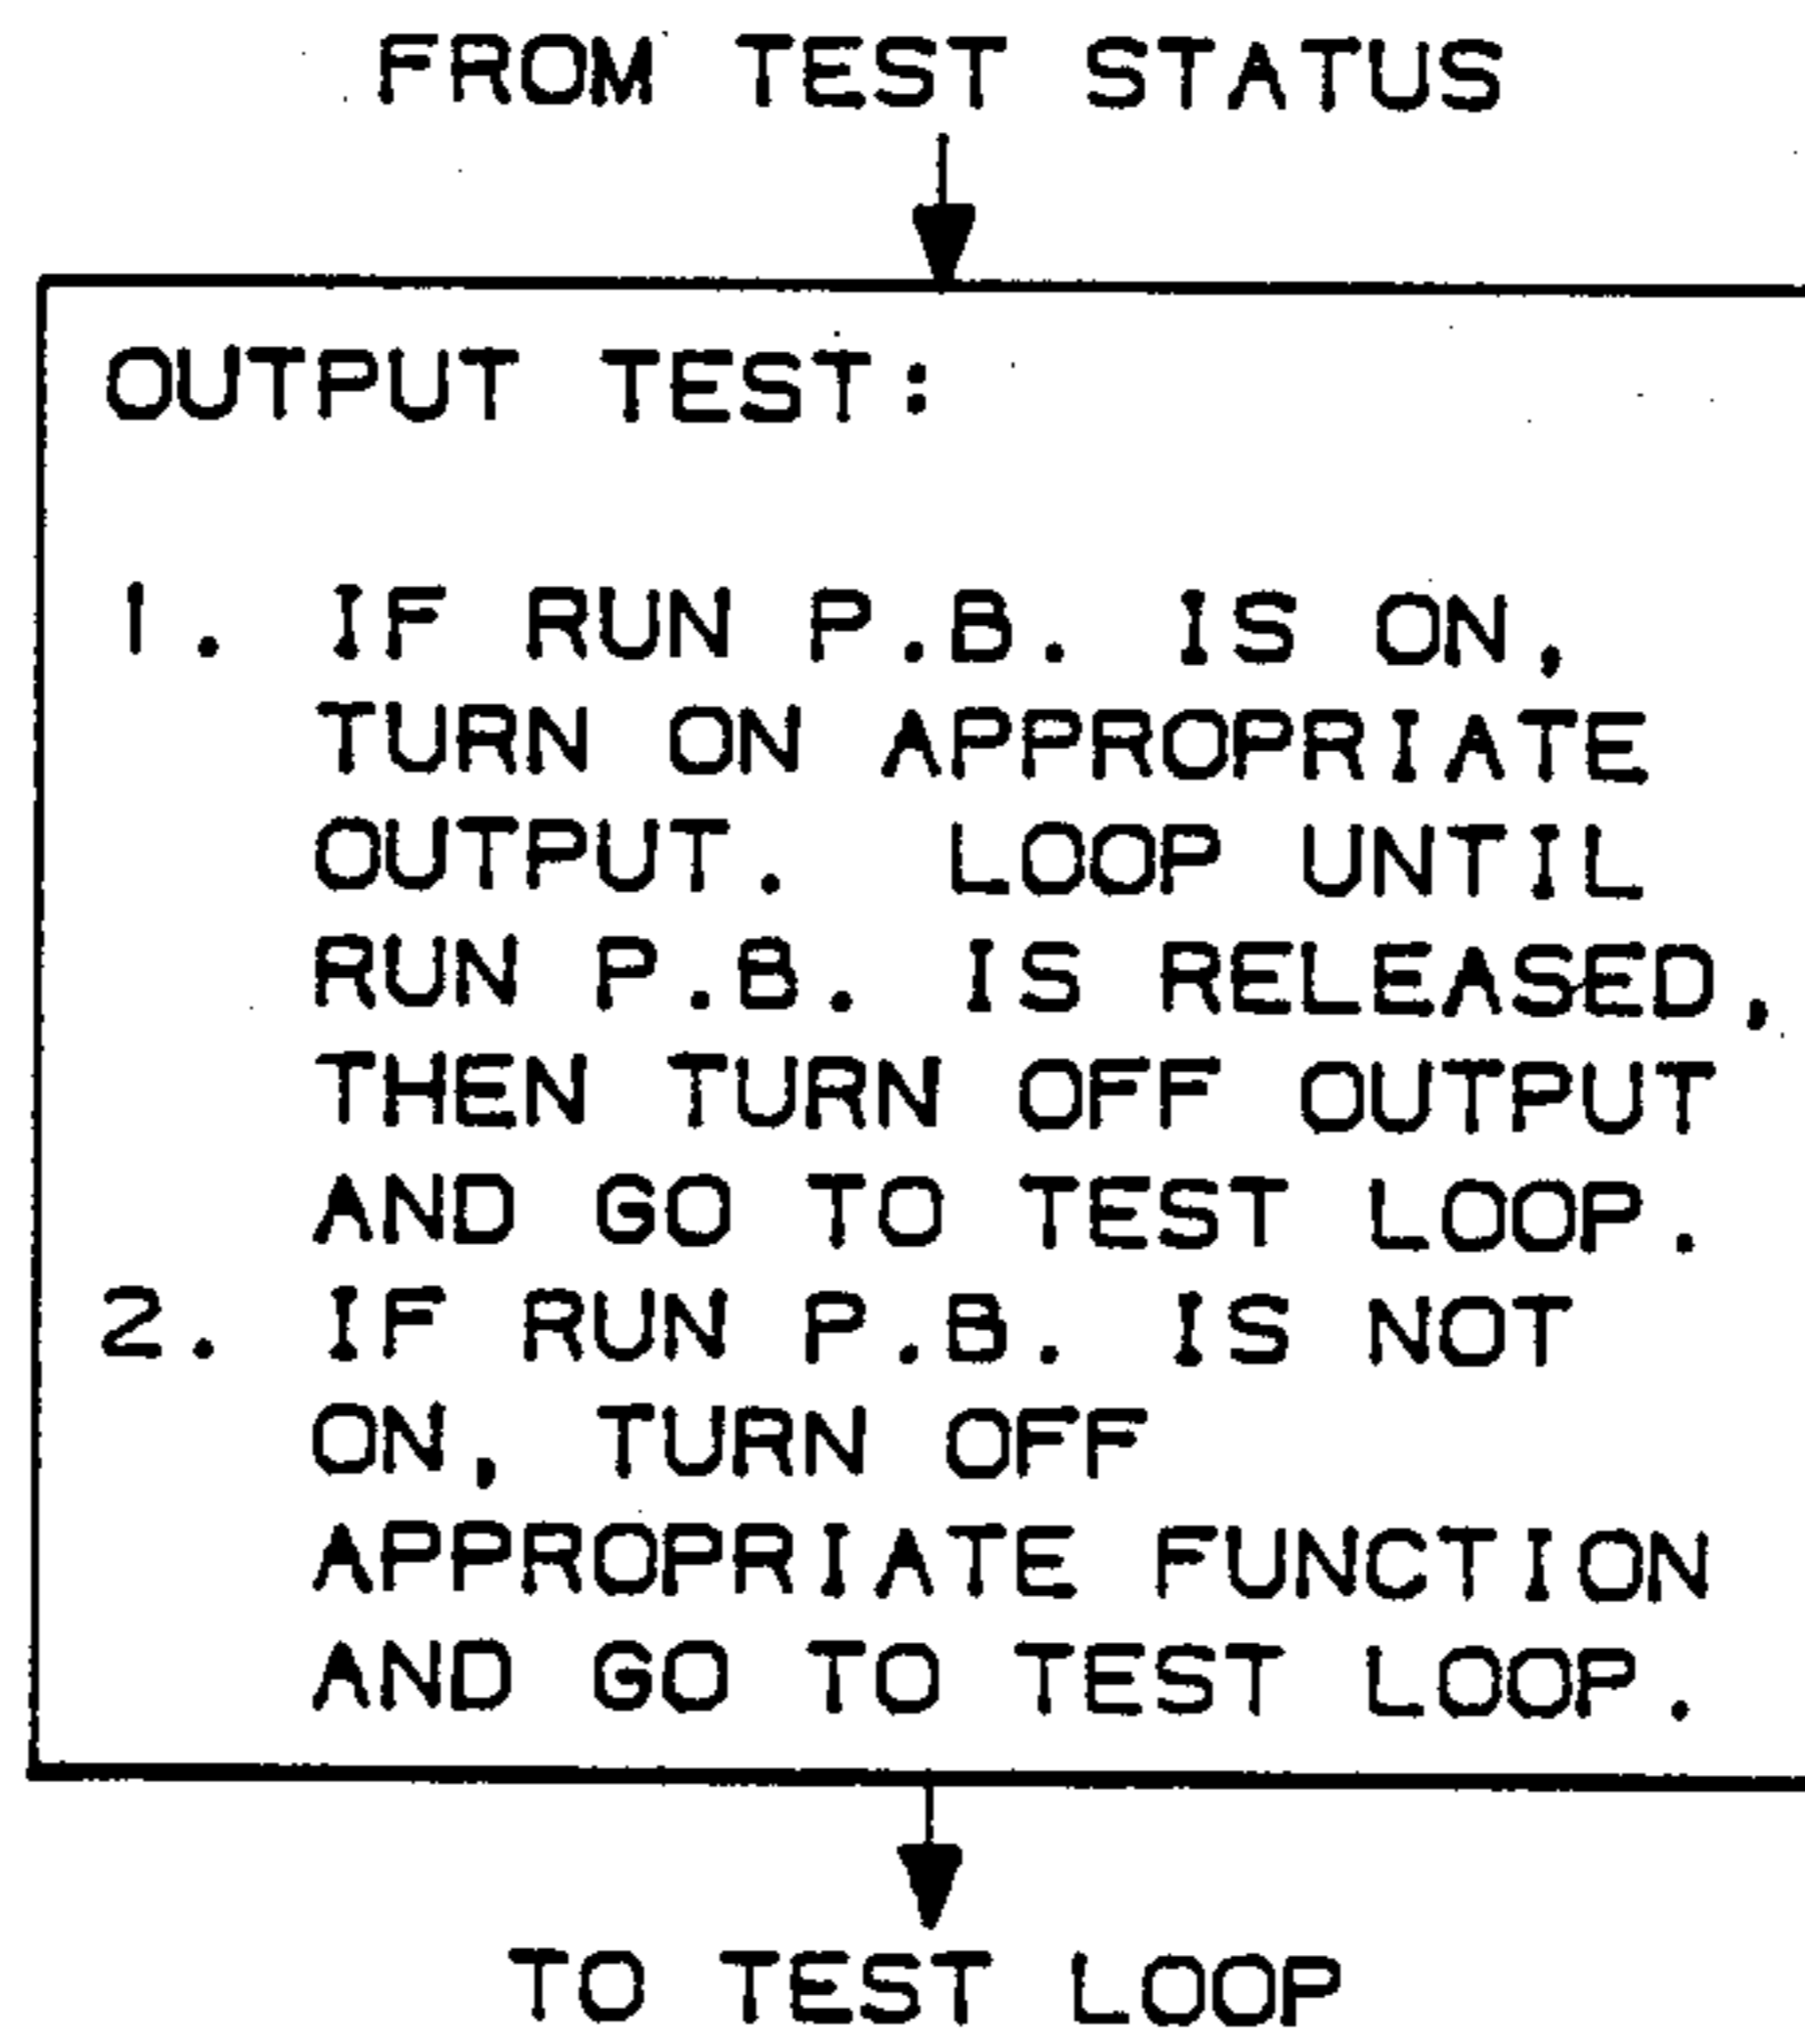 FROM TEST STATUS
OUTPUT TEST:
1. IF RUN P.B. IS ON,
TURN ON APPROPRIATE
OUTPUT. LOOP UNTIL
RUN P.B. IS RELEASED,
THEN TURN OFF OUTPUT
AND GO TO TEST LOOP.
2. IF RUN P.B. IS NOT
ON, TURN OFF
APPROPRIATE FUNCTION
AND GO TO TEST LOOP.
TO TEST LOOP